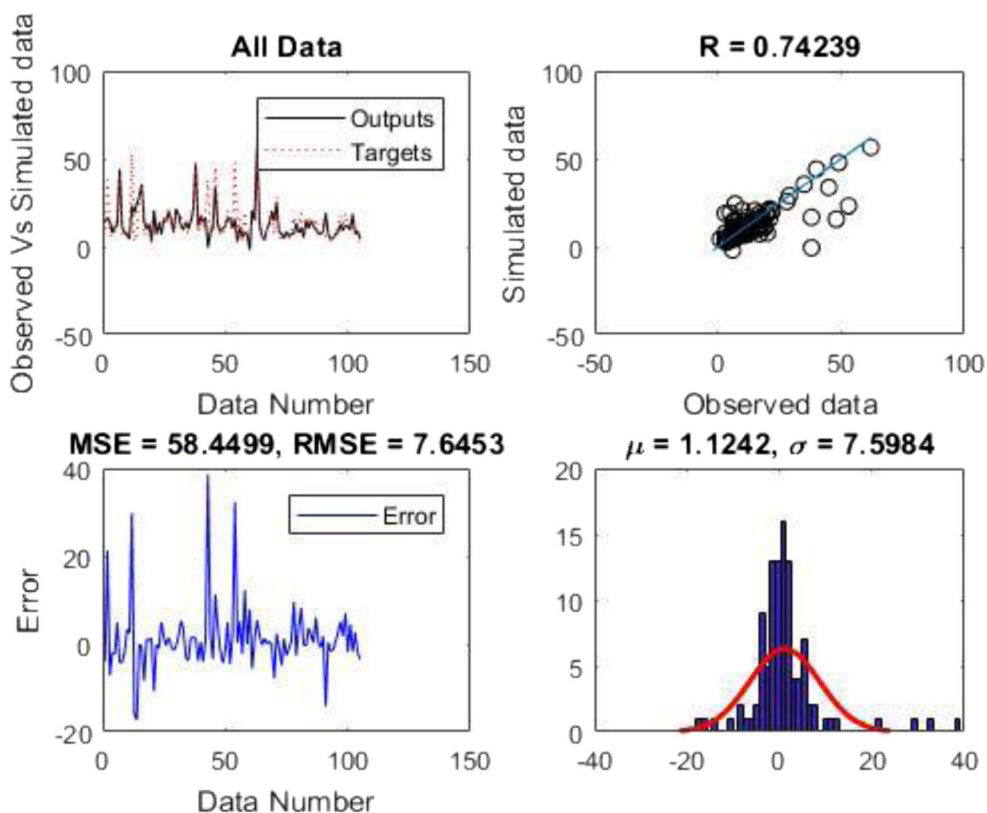 All Data
Observed Vs Simulated data
100
50
0
-50
Outputs
Targets
0
50
100
150
Data Number
R = 0.74239
Simulated data
100
50
0
-50
-50
0
50
100
Observed data
MSE = 58.4499, RMSE = 7.6453
Error
40
20
0
-20
Error
0
50
100
150
Data Number
μ = 1.1242, σ = 7.5984
20
15
10
5
0
-40
-20
0
20
40